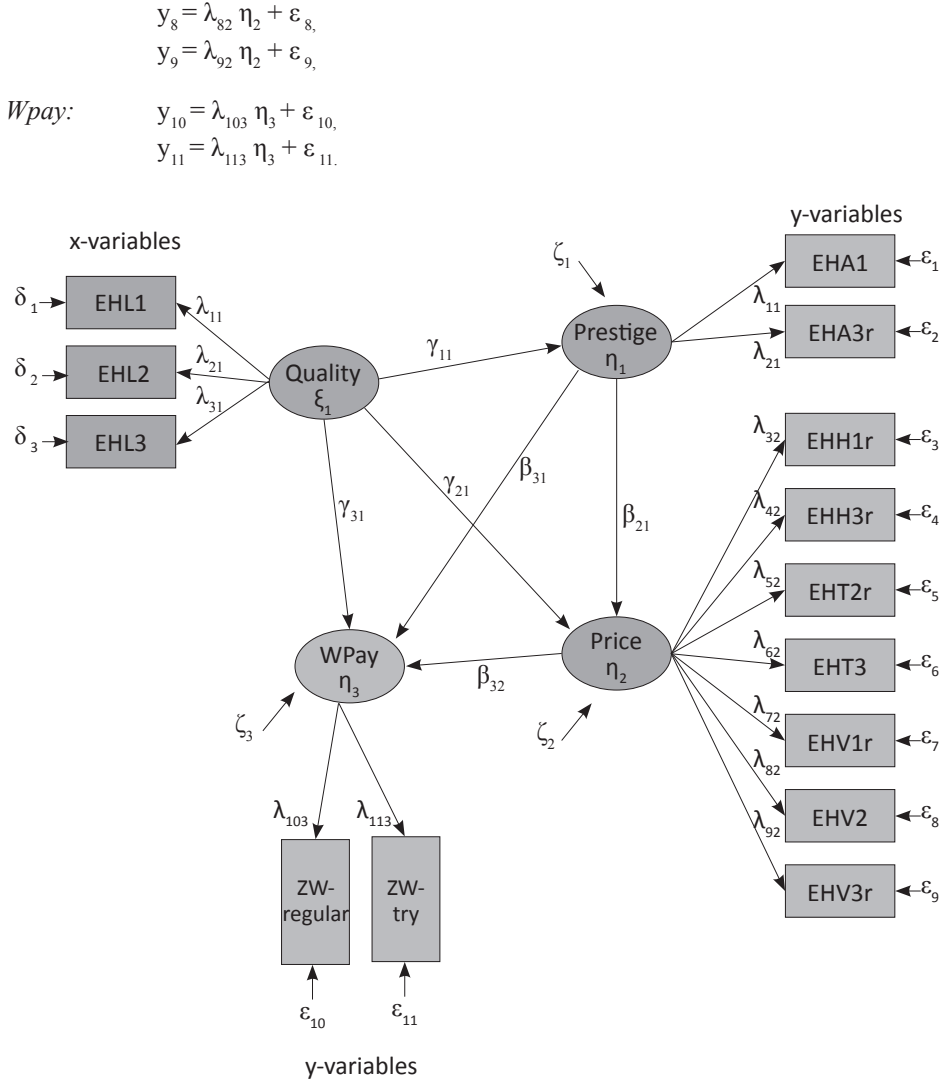 y₈ = λ₈₂ η₂ + ε₈,
y₉ = λ₉₂ η₂ + ε₉,
Wpay: y₁₀ = λ₁₀₃ η₃ + ε₁₀,
y₁₁ = λ₁₁₃ η₃ + ε₁₁.
x-variables
y-variables
δ₁ EHL1 λ₁₁
δ₂ EHL2 λ₂₁
δ₃ EHL3 λ₃₁
Quality
ξ₁
γ₁₁
γ₂₁
γ₃₁
ζ₁
Prestige
η₁
β₃₁
β₂₁
λ₁₁ EHA1 ε₁
λ₂₁ EHA3r ε₂
λ₃₂ EHH1r ε₃
λ₄₂ EHH3r ε₄
λ₅₂ EHT2r ε₅
λ₆₂ EHT3 ε₆
λ₇₂ EHV1r ε₇
λ₈₂ EHV2 ε₈
λ₉₂ EHV3r ε₉
WPay
η₃
ζ₃
β₃₂
Price
η₂
ζ₂
λ₁₀₃ λ₁₁₃
ZW-
regular
ZW-
try
ε₁₀ ε₁₁
y-variables